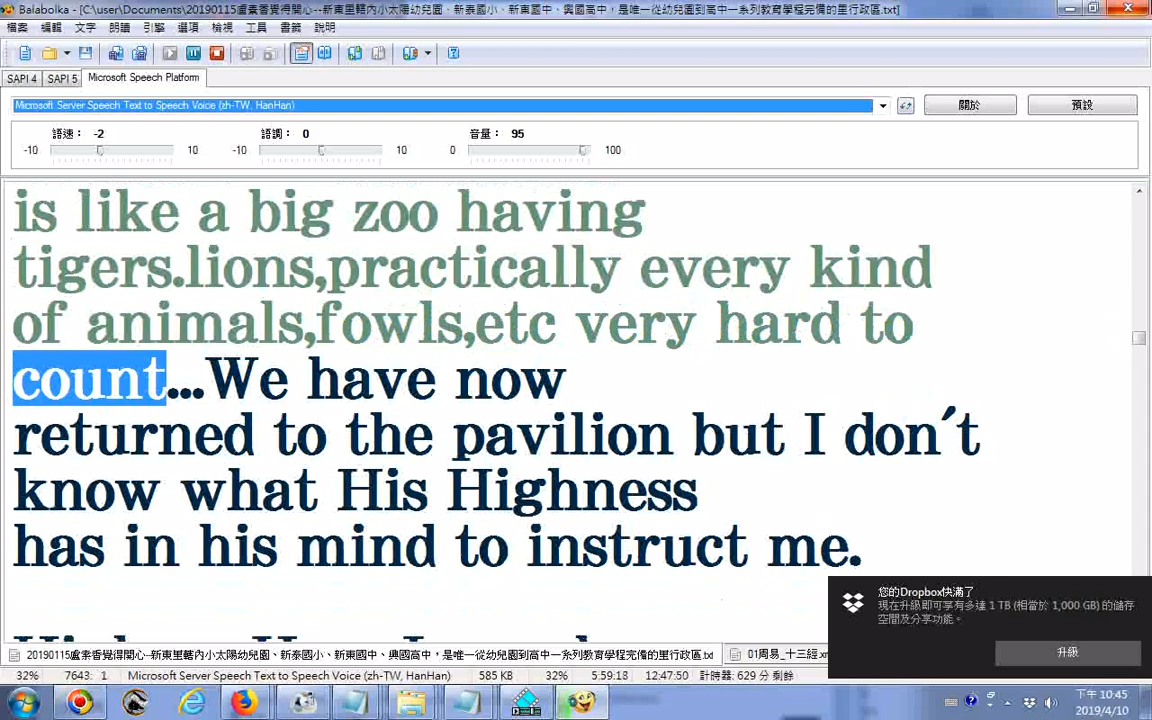 Balabolka - [C:\user\Documents\20190115盧素香覺得開心--新東里轄內小太陽幼兒園、新泰國小、新東國中、興國高中，是唯一從幼兒園到高中一系列教育學程完備的里行政區.txt]
檔案 編輯 文字 朗讀 引擎 選項 檢視 工具 書籤 說明
SAPI 4 SAPI 5 Microsoft Speech Platform
Microsoft Server Speech Text to Speech Voice (zh-TW, HanHan) 關於 預設
語速： -2 語調： 0 音量： 95
-10 10 -10 10 0 100
is like a big zoo having
tigers.lions,practically every kind
of animals,fowls,etc very hard to
count...We have now
returned to the pavilion but I don't
know what His Highness
has in his mind to instruct me.
您的Dropbox快滿了
現在升級即可享有多達 1 TB (相當於 1,000 GB) 的儲存
空間及分享功能。
升級
20190115盧素香覺得開心--新東里轄內小太陽幼兒園、新泰國小、新東國中、興國高中，是唯一從幼兒園到高中一系列教育學程完備的里行政區.txt 01周易_十三經
32% 7643: 1 Microsoft Server Speech Text to Speech Voice (zh-TW, HanHan) 585 KB 32% 5:59:18 12:47:50 計時器: 629 分 剩餘
下午 10:45
2019/4/10